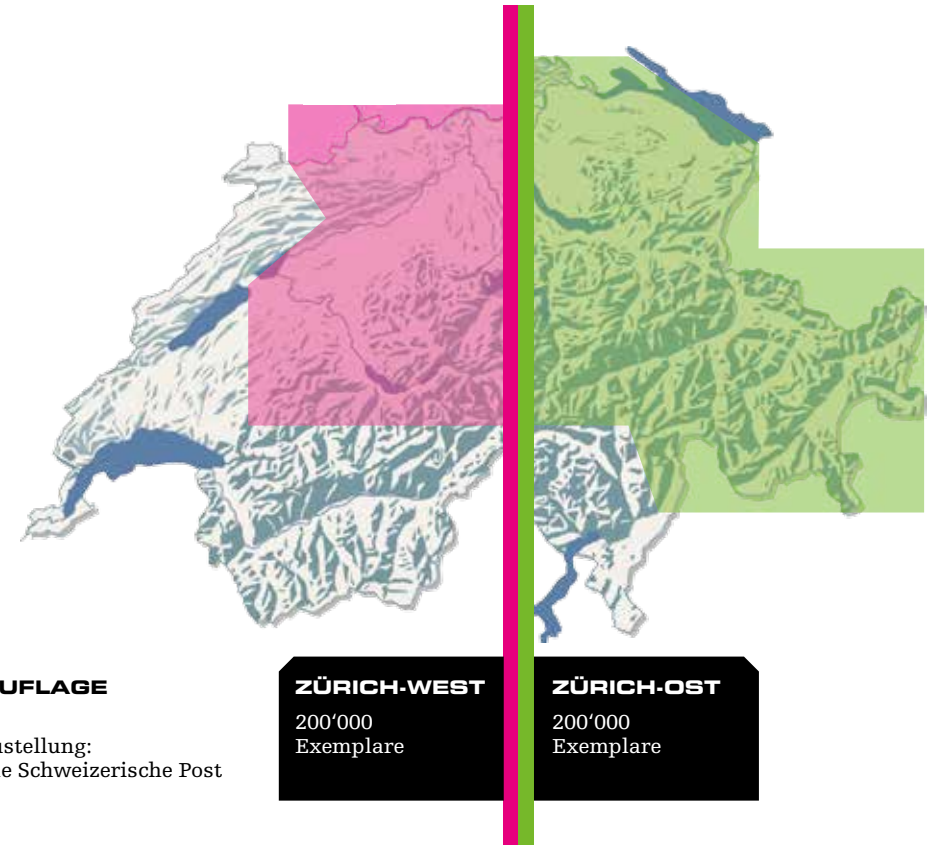 UFLAGE
ustellung:
e Schweizerische Post
ZÜRICH-WEST
200‘000
Exemplare
ZÜRICH-OST
200‘000
Exemplare